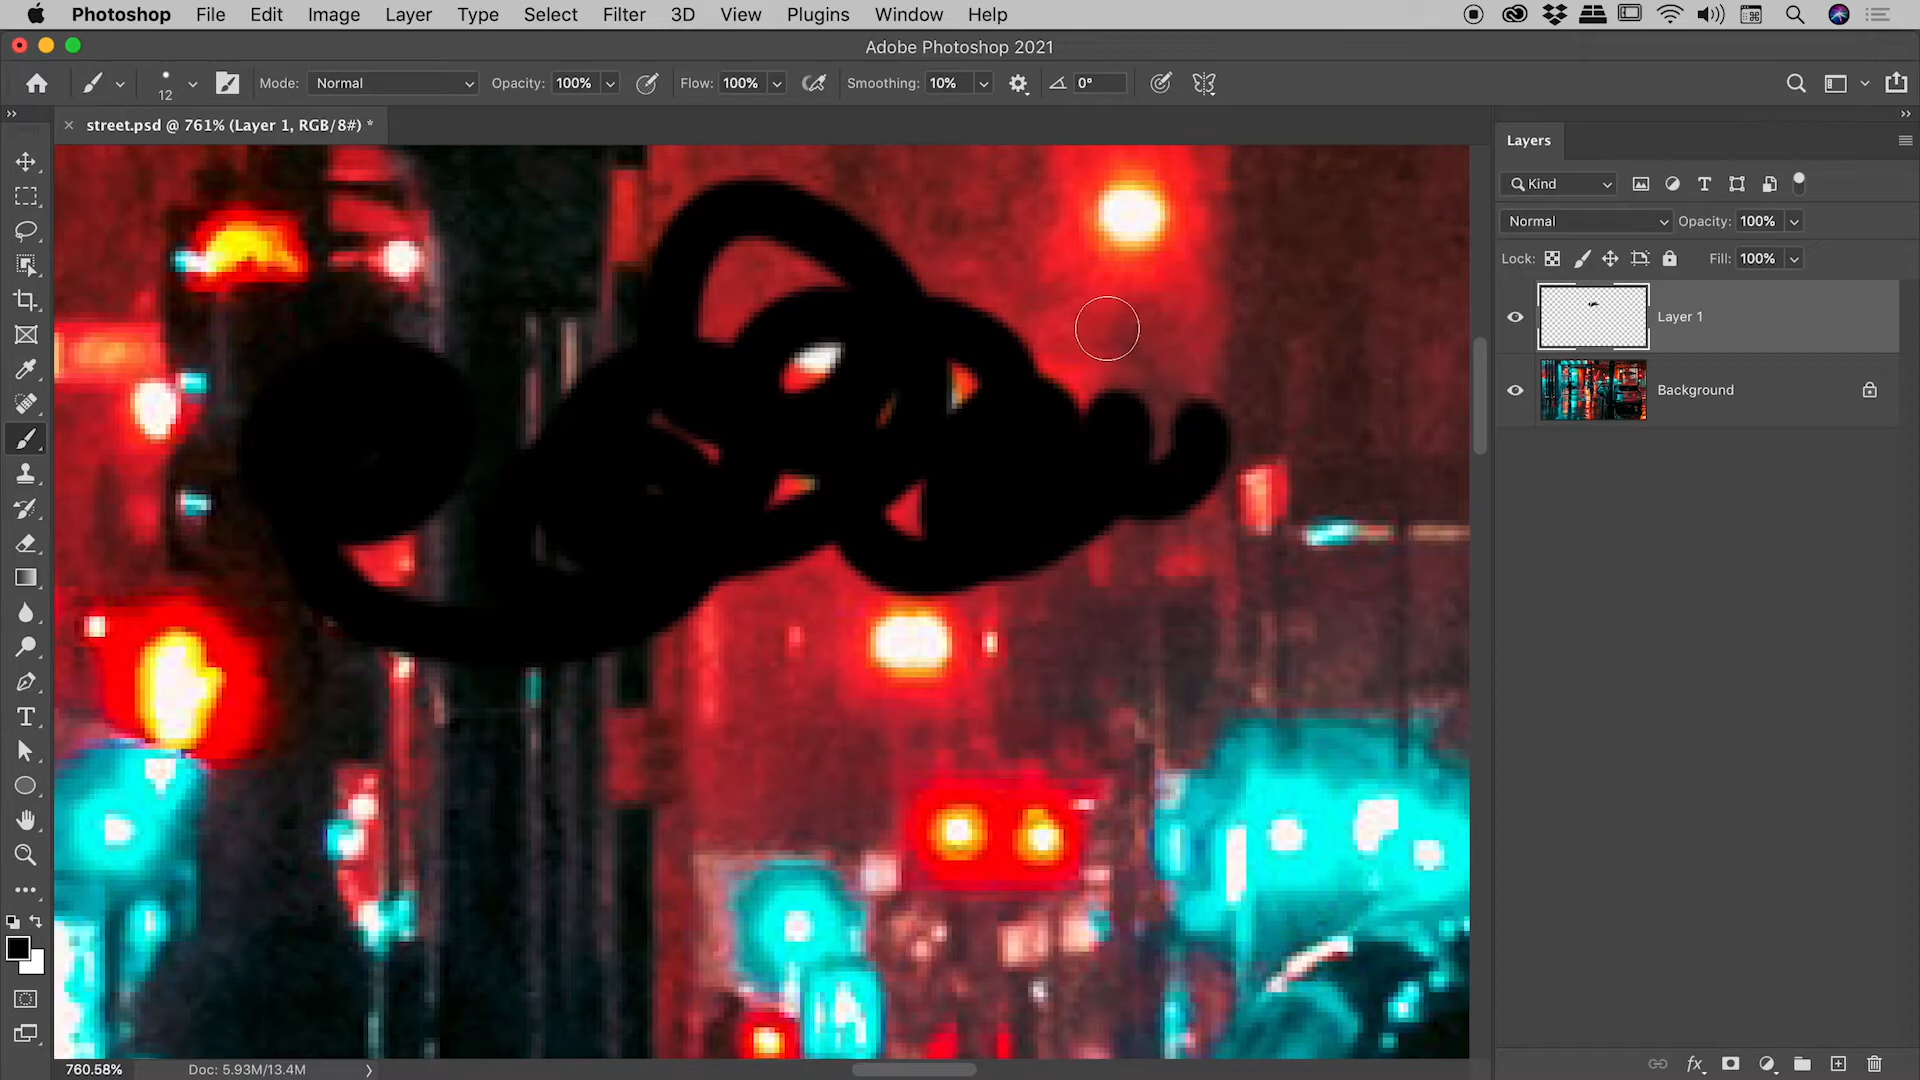 Photoshop File Edit Image Layer Type Select Filter 3D View Plugins Window Help
Adobe Photoshop 2021
12 Mode: Normal Opacity: 100% Flow: 100% Smoothing: 10% 0°
street.psd @ 761% (Layer 1, RGB/8#) *
Layers
Kind
Normal Opacity: 100%
Lock: Fill: 100%
Layer 1
Background
760.58% Doc: 5.93M/13.4M